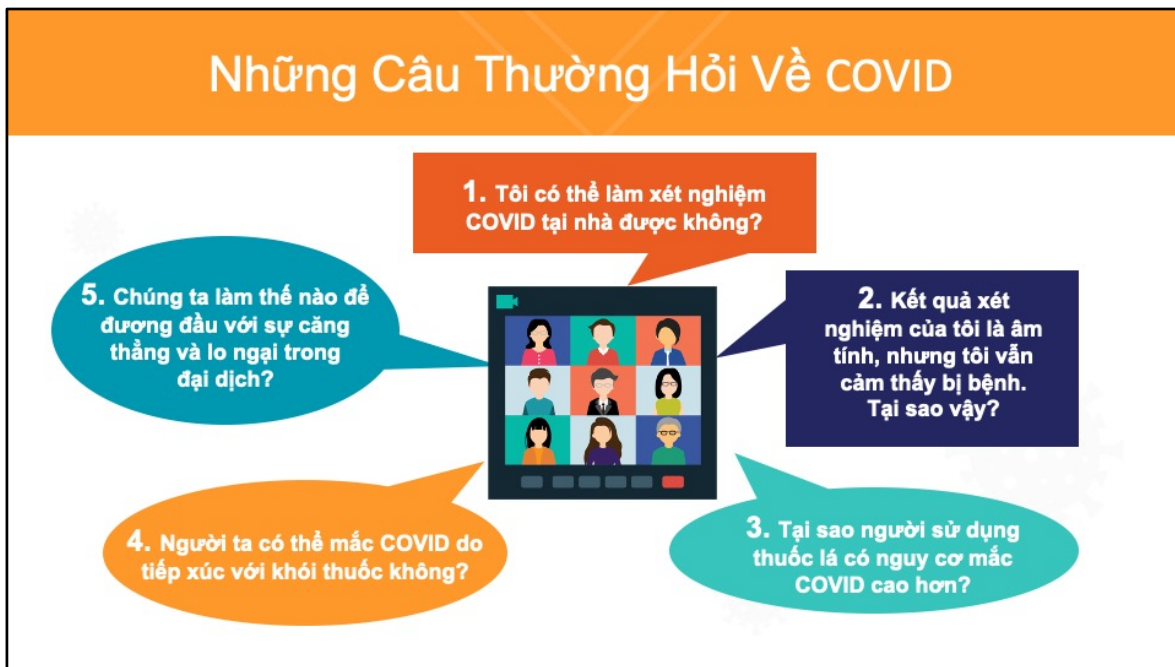 Những Câu Thường Hỏi Về COVID
1. Tôi có thể làm xét nghiệm
COVID tại nhà được không?
2. Kết quả xét
nghiệm của tôi là âm
tính, nhưng tôi vẫn
cảm thấy bị bệnh.
Tại sao vậy?
3. Tại sao người sử dụng
thuốc lá có nguy cơ mắc
COVID cao hơn?
4. Người ta có thể mắc COVID do
tiếp xúc với khói thuốc không?
5. Chúng ta làm thế nào để
đương đầu với sự căng
thẳng và lo ngại trong
đại dịch?